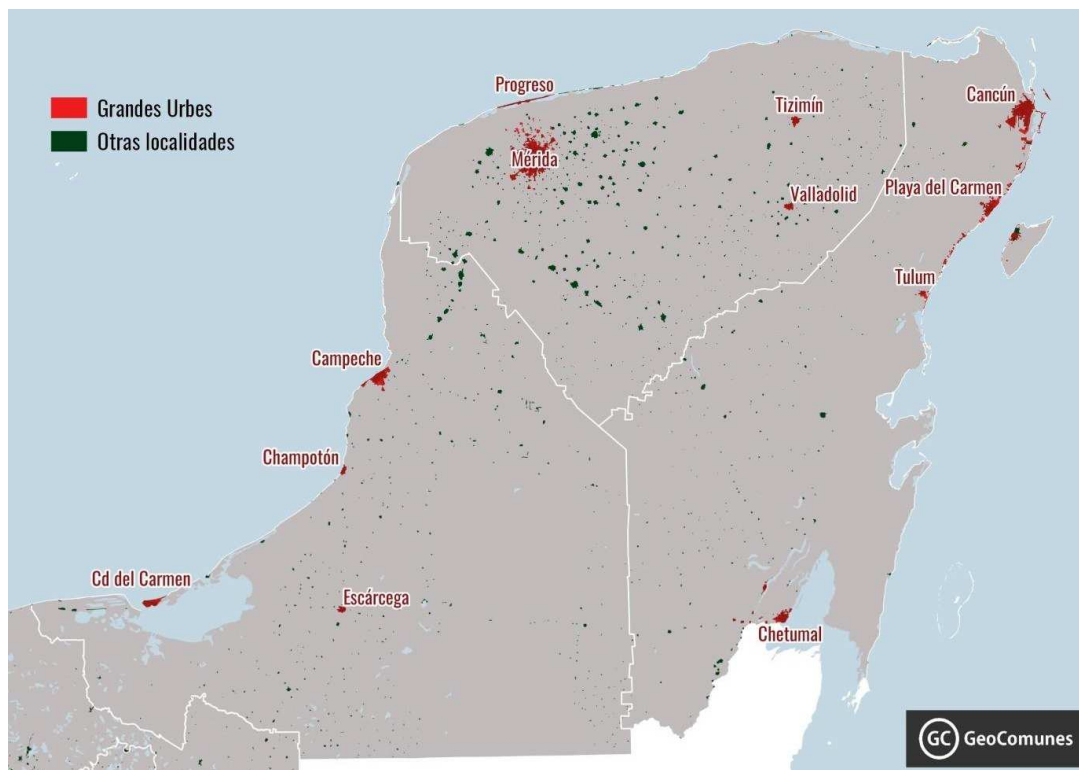 Grandes Urbes
Otras localidades
Progreso
Mérida
Tizimín
Cancún
Valladolid
Playa del Carmen
Tulum
Campeche
Champotón
Cd del Carmen
Escárcega
Chetumal
GC GeoComunes